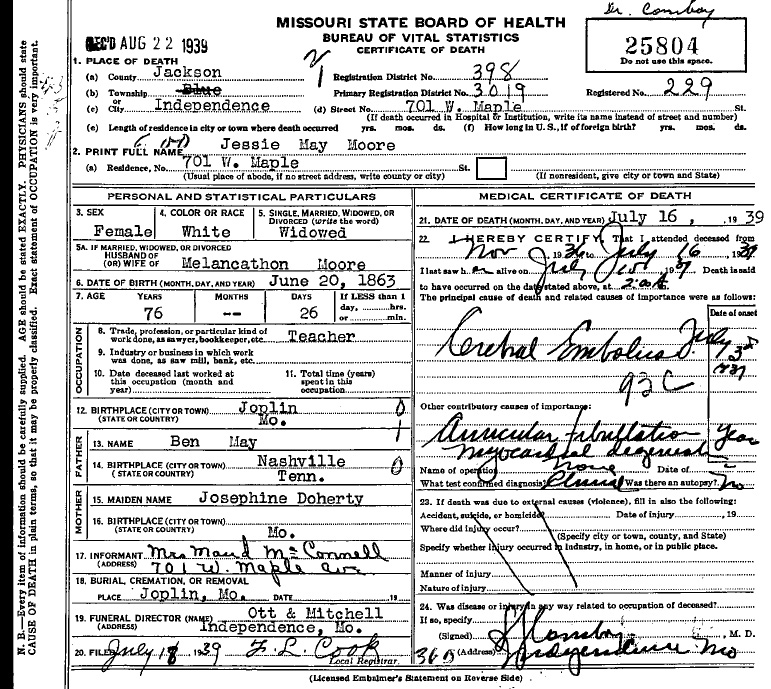 Dr. Comboy
REC'D AUG 22 1939
MISSOURI STATE BOARD OF HEALTH
BUREAU OF VITAL STATISTICS
CERTIFICATE OF DEATH
25804
Do not use this space.
1. PLACE OF DEATH
(a) County Jackson
Registration District No. 398
(b) Township Blue
Primary Registration District No. 3019
Registered No. 229
or
(c) City Independence
(d) Street No. 701 W. Maple St.
(If death occurred in Hospital or Institution, write its name instead of street and number)
(e) Length of residence in city or town where death occurred yrs. mos. ds. (f) How long in U. S., if of foreign birth? yrs. mos. ds.
2. PRINT FULL NAME Jessie May Moore
(a) Residence, No. 701 W. Maple St.
(Usual place of abode, if no street address, write county or city)
(If nonresident, give city or town and State)
PERSONAL AND STATISTICAL PARTICULARS
3. SEX
Female
4. COLOR OR RACE
White
5. SINGLE, MARRIED, WIDOWED, OR DIVORCED (write the word)
Widowed
5A. IF MARRIED, WIDOWED, OR DIVORCED
HUSBAND OF
(OR) WIFE OF Melancathon Moore
6. DATE OF BIRTH (MONTH, DAY, AND YEAR) June 20, 1863
7. AGE YEARS MONTHS DAYS If LESS than 1
day, hrs.
or min.
76 -- 26
OCCUPATION
8. Trade, profession, or particular kind of work done, as sawyer, bookkeeper, etc. Teacher
9. Industry or business in which work was done, as saw mill, bank, etc.
10. Date deceased last worked at this occupation (month and year)
11. Total time (years) spent in this occupation
12. BIRTHPLACE (CITY OR TOWN) Joplin 0
(STATE OR COUNTRY) Mo.
FATHER
13. NAME Ben May
14. BIRTHPLACE (CITY OR TOWN) Nashville
(STATE OR COUNTRY) Tenn.
MOTHER
15. MAIDEN NAME Josephine Doherty
16. BIRTHPLACE (CITY OR TOWN)
(STATE OR COUNTRY) Mo.
17. INFORMANT Mrs Maud McConnell
(ADDRESS) 701 W. Maple Ave
18. BURIAL, CREMATION, OR REMOVAL
PLACE Joplin, Mo. DATE 19
19. FUNERAL DIRECTOR (NAME) Ott & Mitchell
(ADDRESS) Independence, Mo.
20. FILED July 18 1939 F. L. Cook
Local Registrar.
MEDICAL CERTIFICATE OF DEATH
21. DATE OF DEATH (MONTH, DAY, AND YEAR) July 16, 1939
22. I HEREBY CERTIFY, That I attended deceased from
Nov 1936 to July 16 1939
I last saw h er alive on July 15 1939 Death is said
to have occurred on the date stated above, at 2:00 A.
The principal cause of death and related causes of importance were as follows:
Date of onset
Cerebral Embolus July 3d
1939
92 C
Other contributory causes of importance:
Auricular fibrillation Year
Myocardial degeneration
Name of operation none Date of
What test confirmed diagnosis? Clinical Was there an autopsy? No
23. If death was due to external causes (violence), fill in also the following:
Accident, suicide, or homicide? Date of injury , 19
Where did injury occur?
(Specify city or town, county, and State)
Specify whether injury occurred in industry, in home, or in public place.
Manner of injury
Nature of injury
24. Was disease or injury in any way related to occupation of deceased?
If so, specify
(Signed) Comboy, M. D.
(Address) Independence Mo
(Licensed Embalmer's Statement on Reverse Side)
N. B.—Every item of information should be carefully supplied. AGE should be stated EXACTLY. PHYSICIANS should state
CAUSE OF DEATH in plain terms, so that it may be properly classified. Exact statement of OCCUPATION is very important.